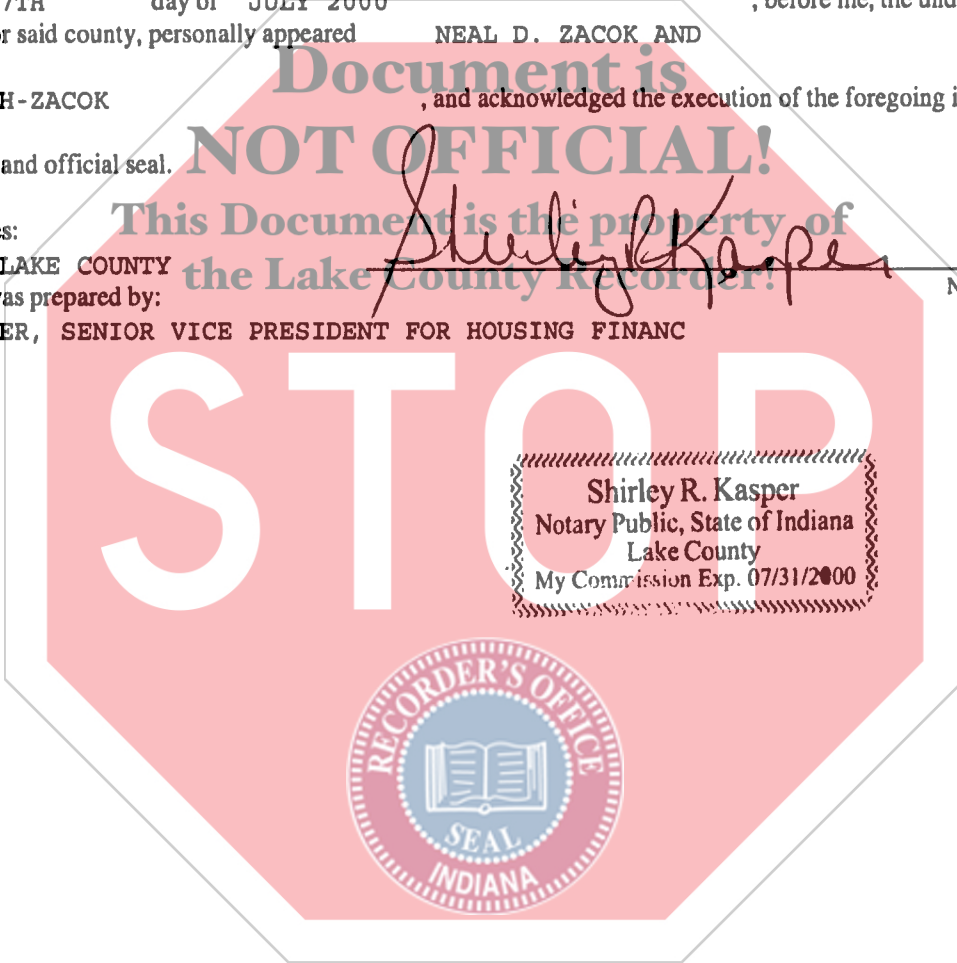 7TH day of JULY 2000 , before me, the und
r said county, personally appeared NEAL D. ZACOK AND
Document is
H-ZACOK , and acknowledged the execution of the foregoing i
NOT OFFICIAL!
and official seal.
This Document is the property of
s:
LAKE COUNTY
the Lake County Recorder!
Shirley R Kasper
N
as prepared by:
ER, SENIOR VICE PRESIDENT FOR HOUSING FINANC
STOP
Shirley R. Kasper
Notary Public, State of Indiana
Lake County
My Commission Exp. 07/31/2000
RECORDER'S OFFICE
SEAL
INDIANA